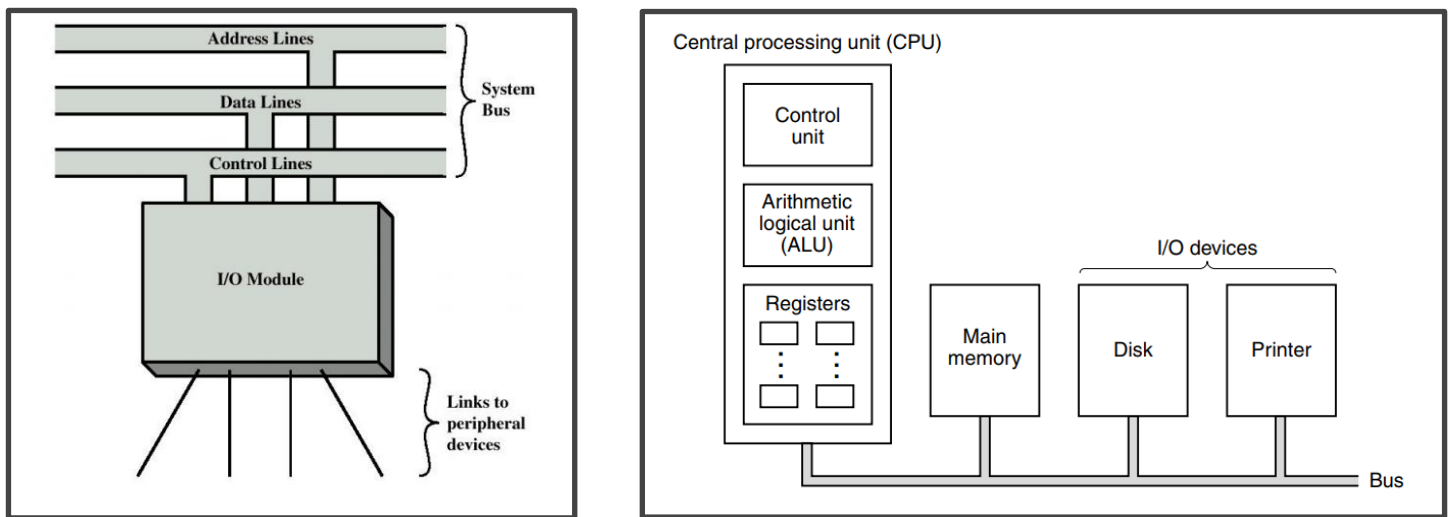 Address Lines
Data Lines
Control Lines
System
Bus
I/O Module
Links to
peripheral
devices
Central processing unit (CPU)
Control
unit
Arithmetic
logical unit
(ALU)
Registers
Main
memory
I/O devices
Disk
Printer
Bus